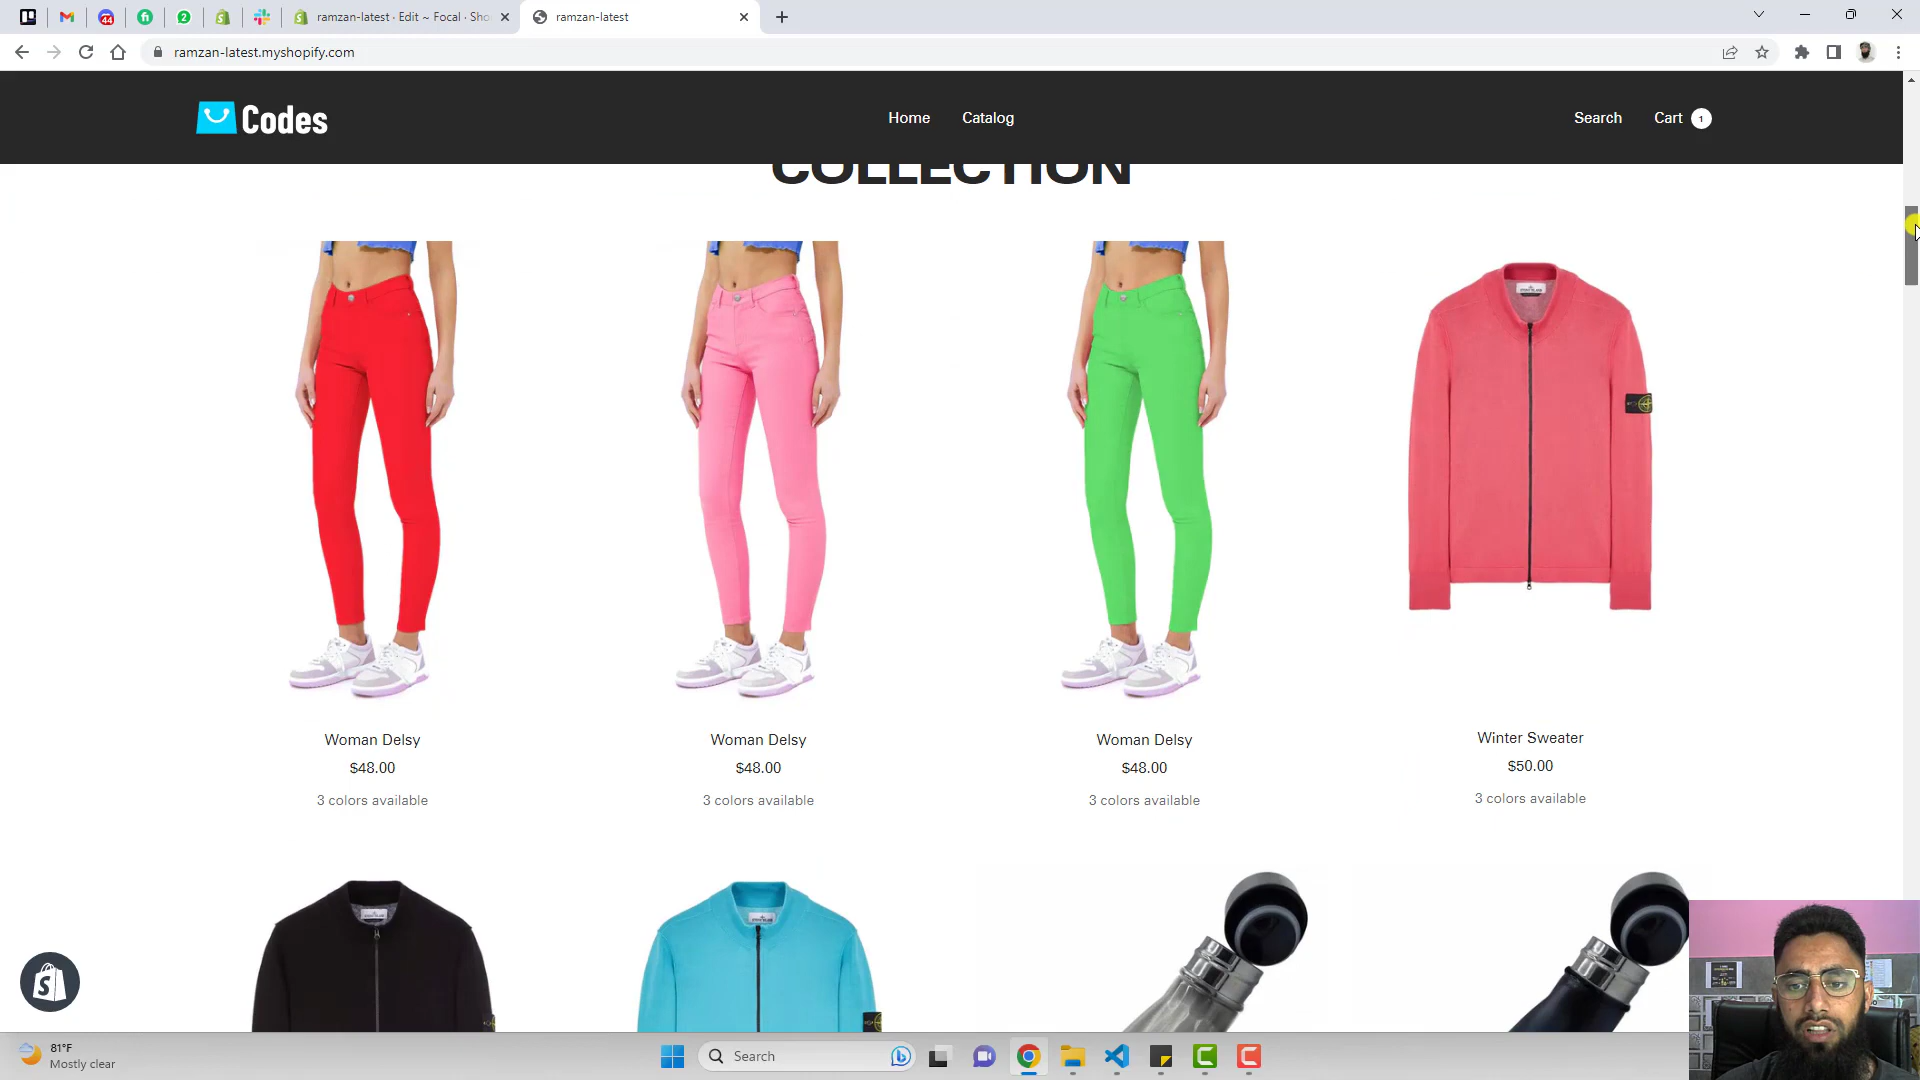 44
2
ramzan-latest · Edit ~ Focal · Sho
ramzan-latest
ramzan-latest.myshopify.com
Codes
Home
Catalog
Search
Cart
1
COLLECTION
Woman Delsy
$48.00
3 colors available
Woman Delsy
$48.00
3 colors available
Woman Delsy
$48.00
3 colors available
Winter Sweater
$50.00
3 colors available
81°F
Mostly clear
Search